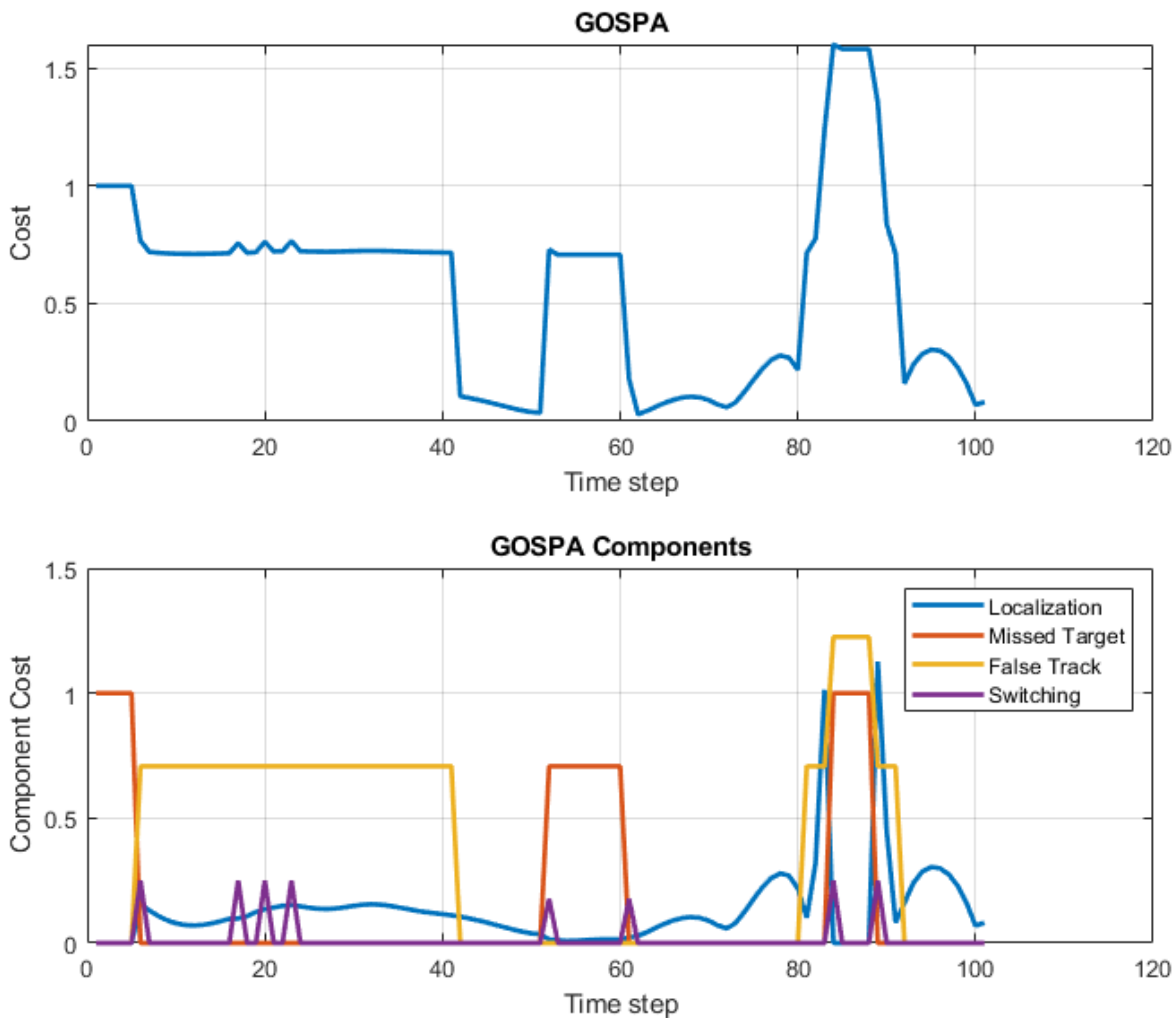 GOSPA
Cost
1.5
1
0.5
0
0 20 40 60 80 100 120
Time step
GOSPA Components
Component Cost
1.5
1
0.5
0
Localization
Missed Target
False Track
Switching
0 20 40 60 80 100 120
Time step